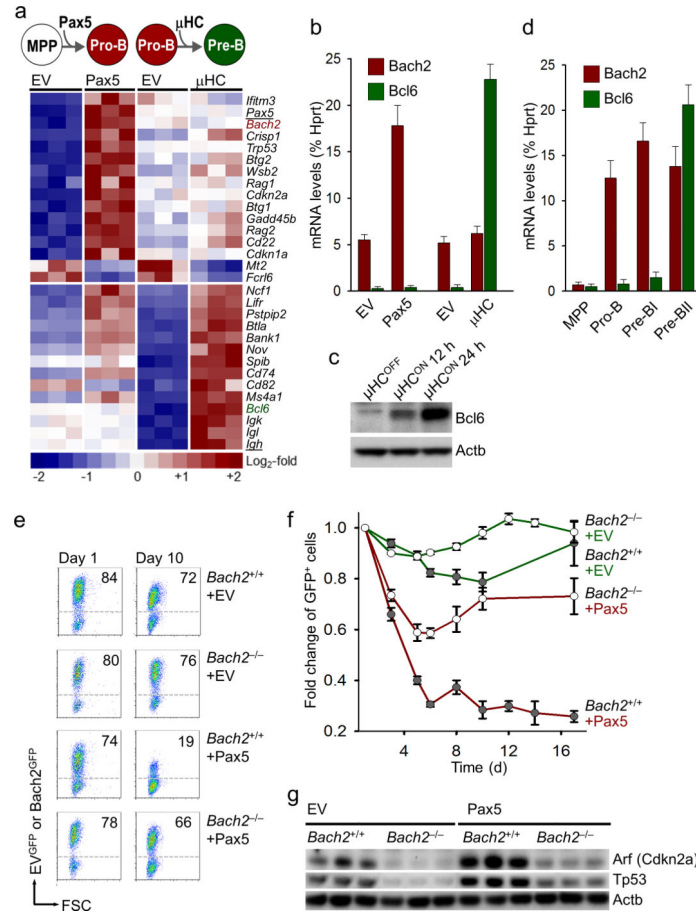 a
Pax5
µHC
MPP
Pro-B
Pro-B
Pre-B
EV
Pax5
EV
µHC
Ifitm3
Pax5
Bach2
Crisp1
Trp53
Btg2
Wsb2
Rag1
Cdkn2a
Btg1
Gadd45b
Rag2
Cd22
Cdkn1a
Mt2
Fcrl6
Ncf1
Lifr
Pstpip2
Btla
Bank1
Nov
Spib
Cd74
Cd82
Ms4a1
Bcl6
Igk
Igl
Igh
Log2-fold
-2
-1
0
+1
+2
b
Bach2
Bcl6
mRNA levels (% Hprt)
25
20
15
10
5
0
EV
Pax5
EV
µHC
c
µHCOFF
µHCON 12 h
µHCON 24 h
Bcl6
Actb
d
Bach2
Bcl6
mRNA levels (% Hprt)
25
20
15
10
5
0
MPP
Pro-B
Pre-BI
Pre-BII
e
Day 1
Day 10
84
72
Bach2+/+
+EV
80
76
Bach2–/–
+EV
74
19
Bach2+/+
+Pax5
78
66
Bach2–/–
+Pax5
EVGFP or Bach2GFP
FSC
f
Fold change of GFP+ cells
1.0
0.8
0.6
0.4
0.2
4
8
12
16
Time (d)
Bach2–/–
+EV
Bach2+/+
+EV
Bach2–/–
+Pax5
Bach2+/+
+Pax5
g
EV
Pax5
Bach2+/+
Bach2–/–
Bach2+/+
Bach2–/–
Arf (Cdkn2a)
Tp53
Actb